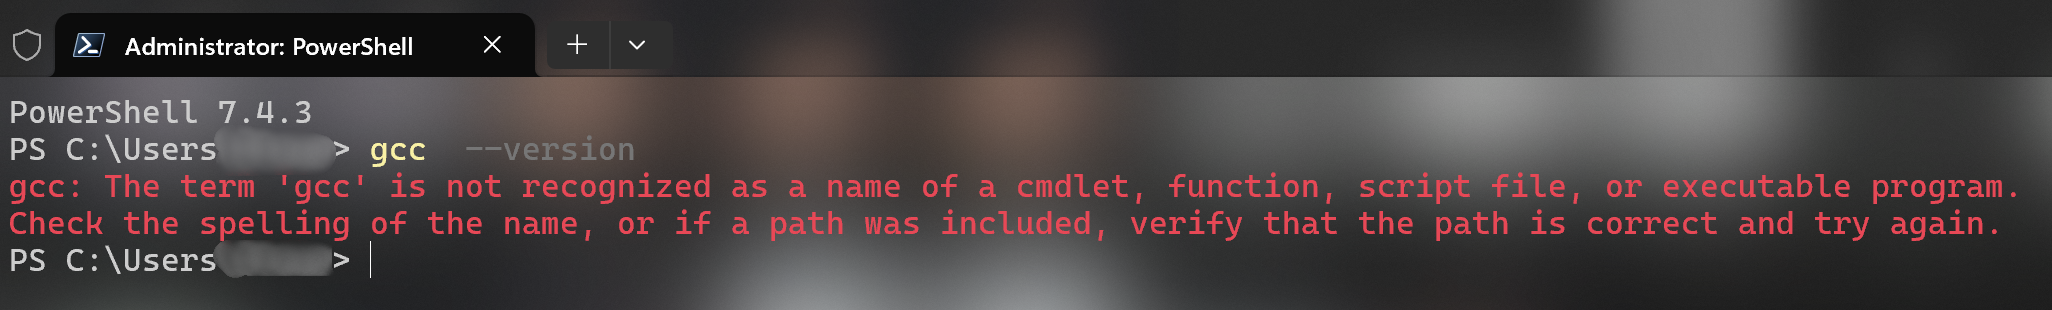 Administrator: PowerShell
PowerShell 7.4.3
PS C:\Users > gcc  --version
gcc: The term 'gcc' is not recognized as a name of a cmdlet, function, script file, or executable program.
Check the spelling of the name, or if a path was included, verify that the path is correct and try again.
PS C:\Users >